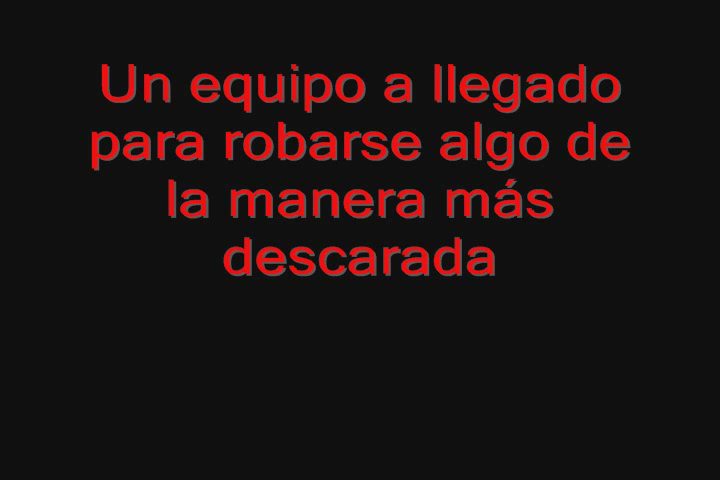 Un equipo a llegado
para robarse algo de
la manera más
descarada